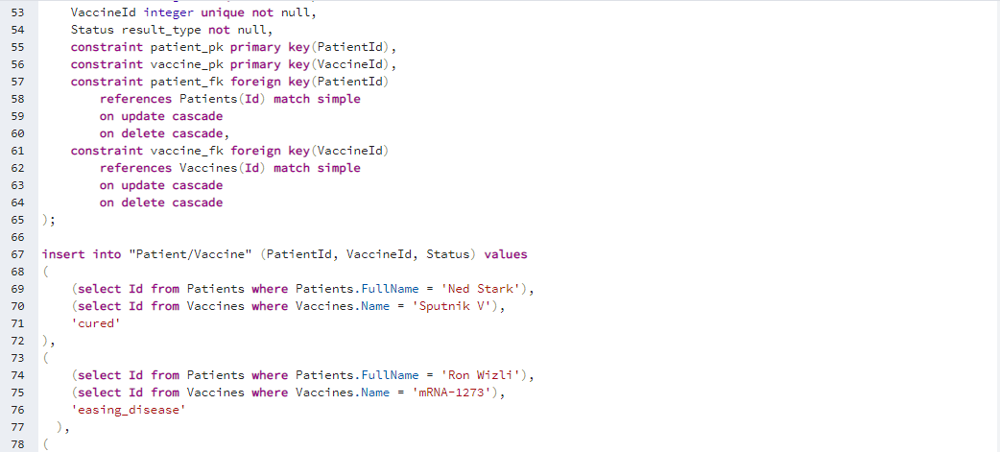 53 VaccineId integer unique not null,
54 Status result_type not null,
55 constraint patient_pk primary key(PatientId),
56 constraint vaccine_pk primary key(VaccineId),
57 constraint patient_fk foreign key(PatientId)
58 references Patients(Id) match simple
59 on update cascade
60 on delete cascade,
61 constraint vaccine_fk foreign key(VaccineId)
62 references Vaccines(Id) match simple
63 on update cascade
64 on delete cascade
65 );
66
67 insert into "Patient/Vaccine" (PatientId, VaccineId, Status) values
68 (
69 (select Id from Patients where Patients.FullName = 'Ned Stark'),
70 (select Id from Vaccines where Vaccines.Name = 'Sputnik V'),
71 'cured'
72 ),
73 (
74 (select Id from Patients where Patients.FullName = 'Ron Wizli'),
75 (select Id from Vaccines where Vaccines.Name = 'mRNA-1273'),
76 'easing_disease'
77 ),
78 (